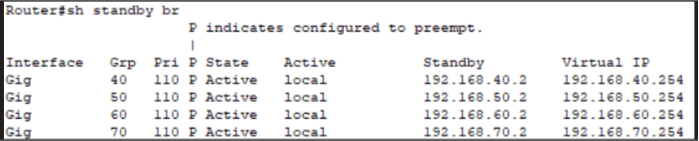 Router#sh standby br
P indicates configured to preempt.
|
Interface Grp Pri P State Active Standby Virtual IP
Gig 40 110 P Active local 192.168.40.2 192.168.40.254
Gig 50 110 P Active local 192.168.50.2 192.168.50.254
Gig 60 110 P Active local 192.168.60.2 192.168.60.254
Gig 70 110 P Active local 192.168.70.2 192.168.70.254